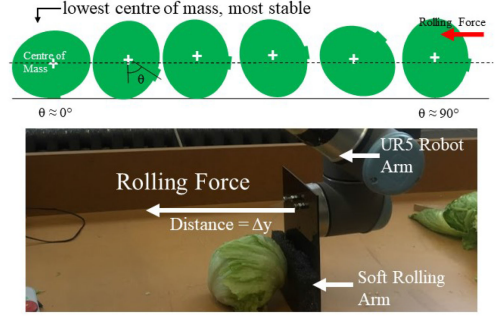 lowest centre of mass, most stable
Rolling Force
Centre of
Mass
θ
θ ≈ 0°
θ ≈ 90°
UR5 Robot
Arm
Rolling Force
Distance = Δy
Soft Rolling
Arm